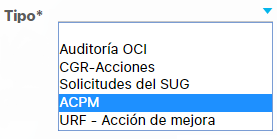 Tipo*
Auditoría OCI
CGR-Acciones
Solicitudes del SUG
ACPM
URF - Acción de mejora